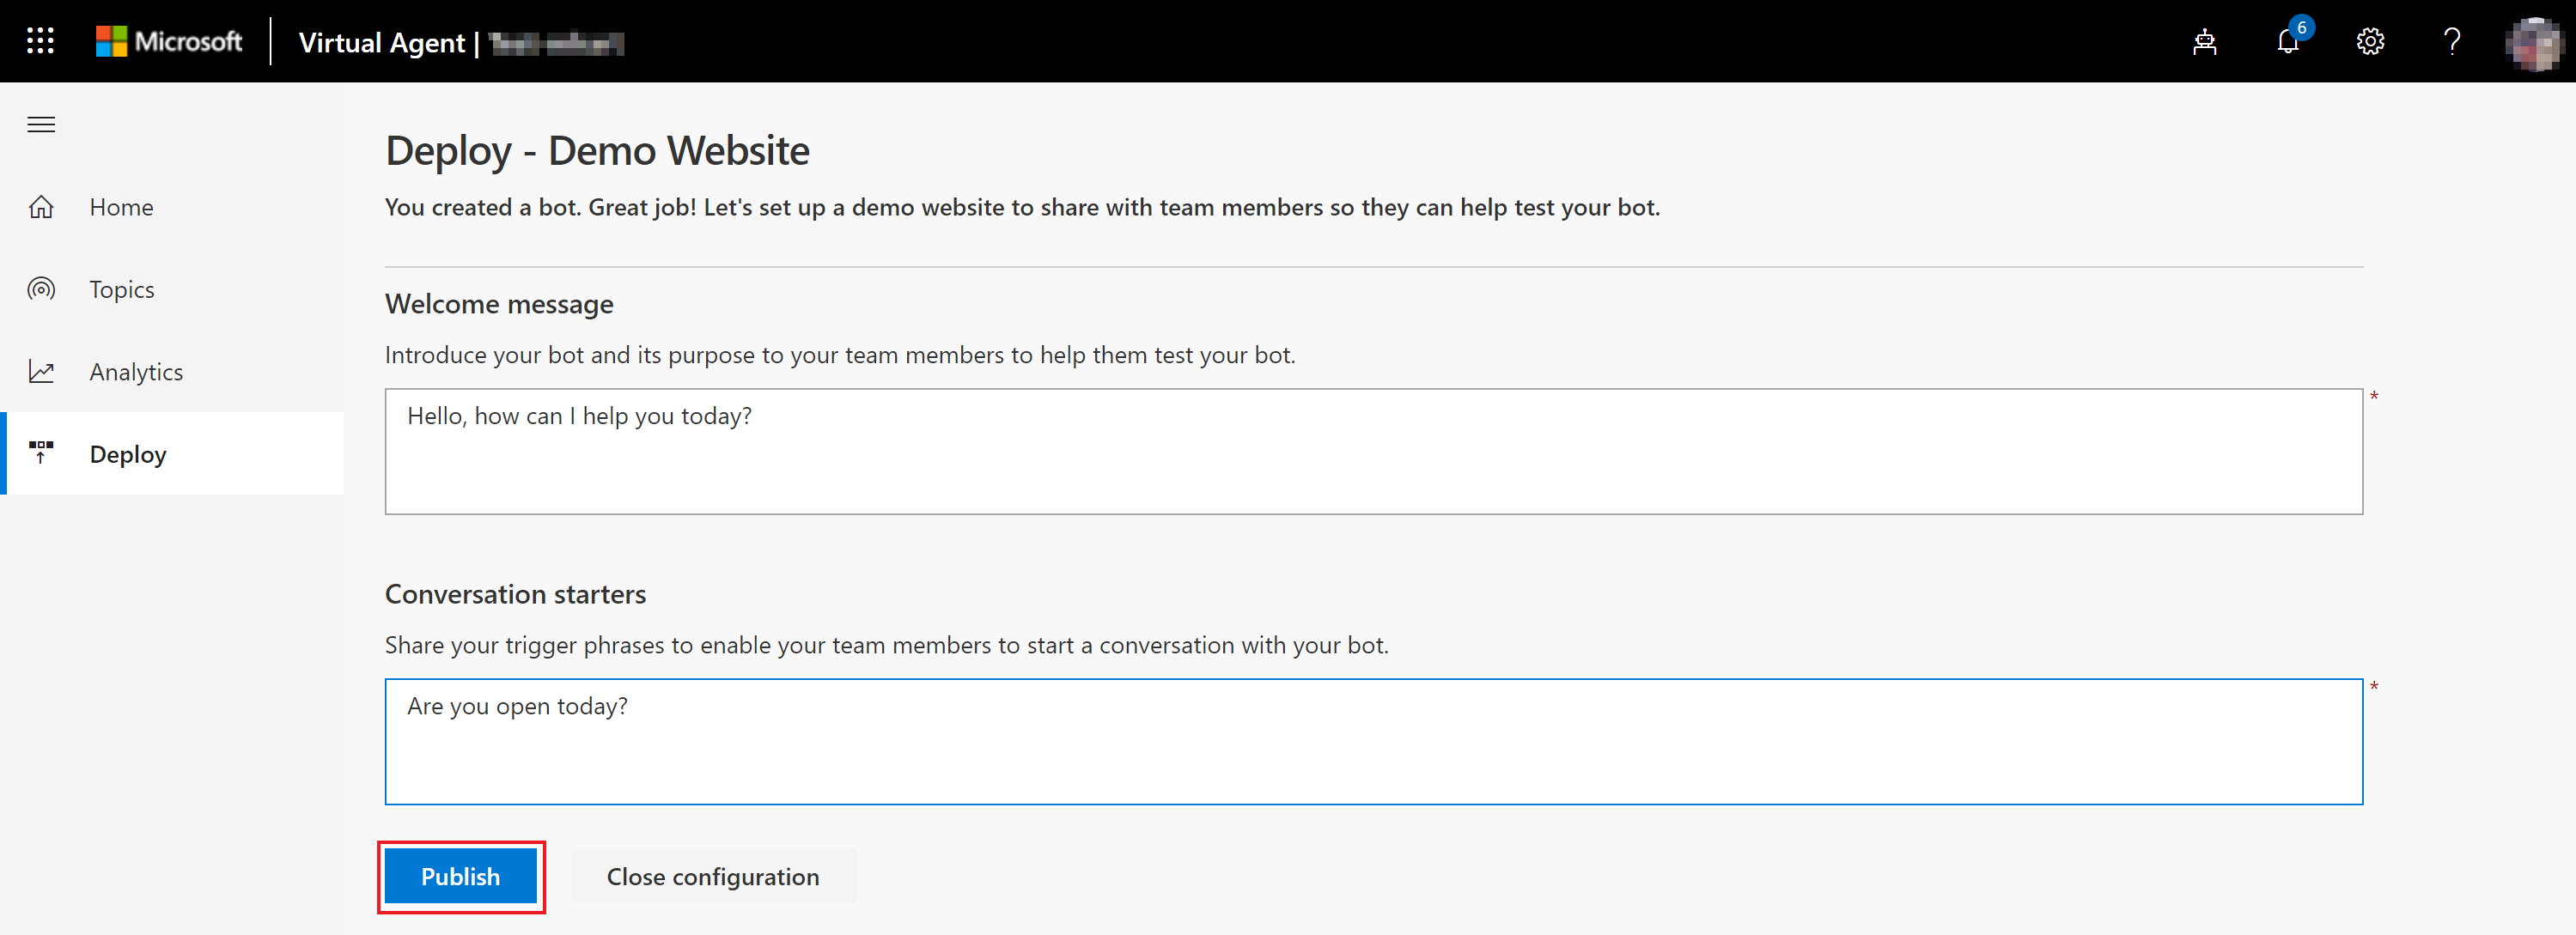 Microsoft
Virtual Agent |
6
Home
Topics
Analytics
Deploy
Deploy - Demo Website
You created a bot. Great job! Let's set up a demo website to share with team members so they can help test your bot.
Welcome message
Introduce your bot and its purpose to your team members to help them test your bot.
*
Hello, how can I help you today?
Conversation starters
Share your trigger phrases to enable your team members to start a conversation with your bot.
*
Are you open today?
Publish
Close configuration